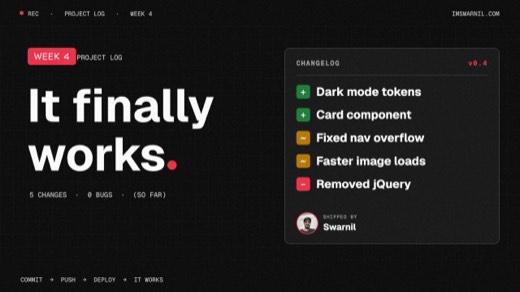 REC · PROJECT LOG · WEEK 4
IMSWARNIL.COM
WEEK 4 PROJECT LOG
It finally
works.
5 CHANGES · 0 BUGS · (SO FAR)
CHANGELOG v0.4
+ Dark mode tokens
+ Card component
~ Fixed nav overflow
~ Faster image loads
− Removed jQuery
SHIPPED BY
Swarnil
COMMIT → PUSH → DEPLOY → IT WORKS